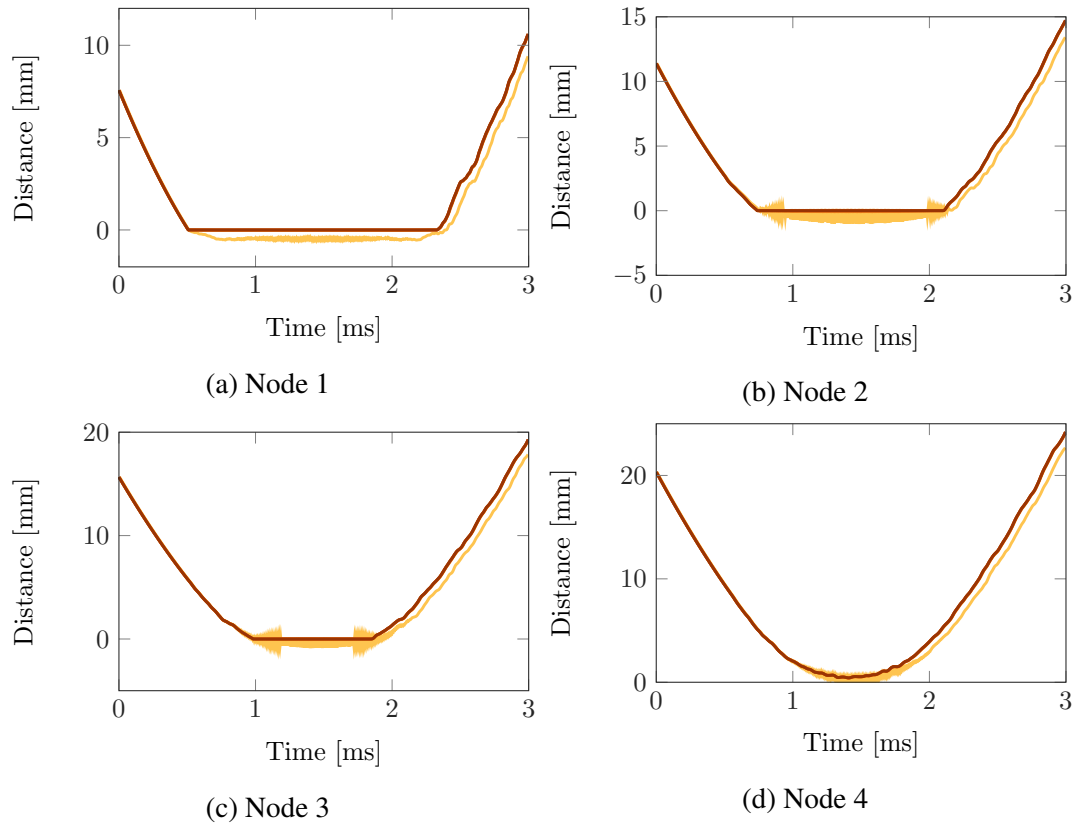 10
5
0
Distance [mm]
0 1 2 3
Time [ms]
(a) Node 1
15
10
5
0
−5
Distance [mm]
0 1 2 3
Time [ms]
(b) Node 2
20
10
0
Distance [mm]
0 1 2 3
Time [ms]
(c) Node 3
20
10
0
Distance [mm]
0 1 2 3
Time [ms]
(d) Node 4